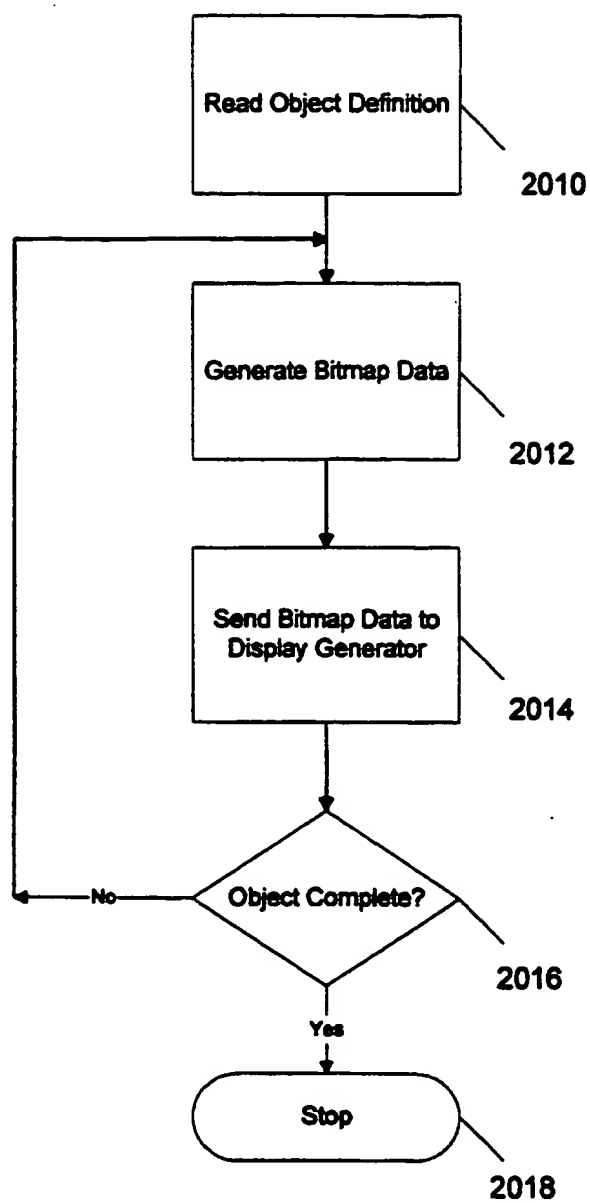 Read Object Definition
2010
Generate Bitmap Data
2012
Send Bitmap Data to
Display Generator
2014
Object Complete?
No
2016
Yes
Stop
2018